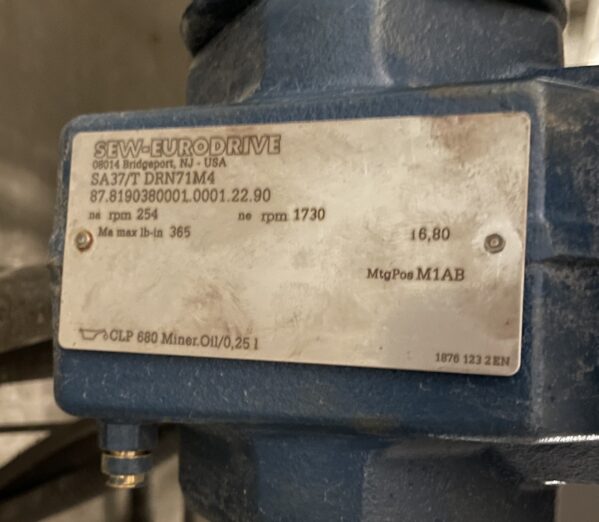 SEW-EURODRIVE
08014 Bridgeport, NJ - USA
SA37/T DRN71M4
87.8190380001.0001.22.90
na rpm 254 ne rpm 1730
Ma max lb-in 365 i6,80
MtgPos M1AB
CLP 680 Miner.Oil/0,25 l
1876 123 2 EN